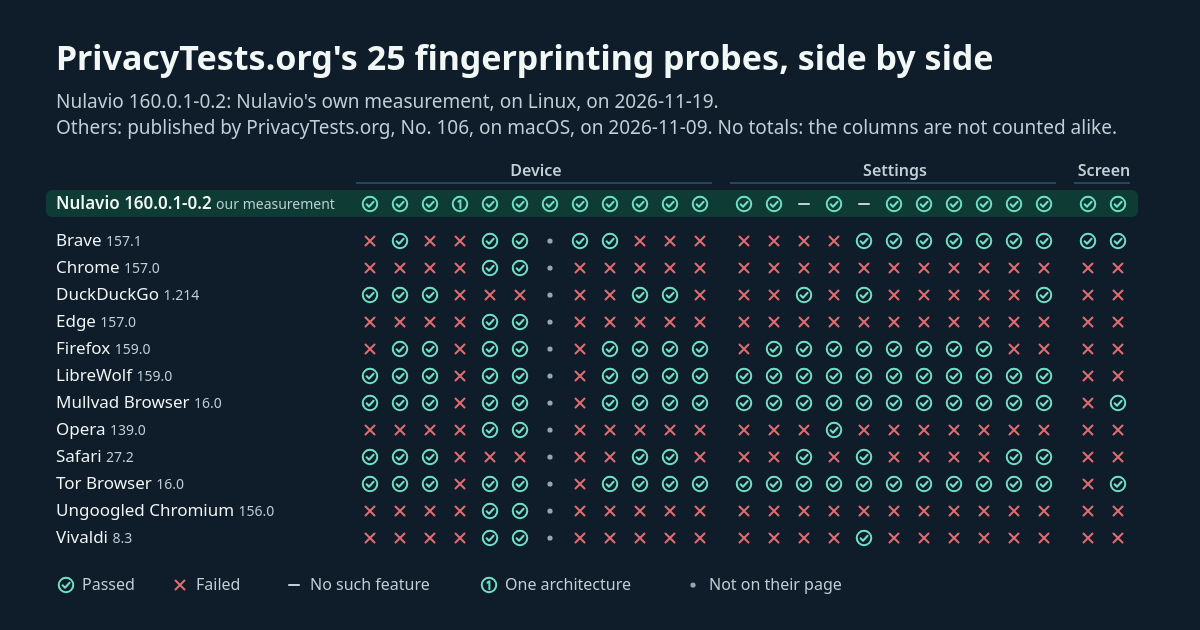 PrivacyTests.org's 25 fingerprinting probes, side by side
Nulavio 160.0.1-0.2: Nulavio's own measurement, on Linux, on 2026-11-19.
Others: published by PrivacyTests.org, No. 106, on macOS, on 2026-11-09. No totals: the columns are not counted alike.
Device Settings Screen
Nulavio 160.0.1-0.2 our measurement
Brave 157.1
Chrome 157.0
DuckDuckGo 1.214
Edge 157.0
Firefox 159.0
LibreWolf 159.0
Mullvad Browser 16.0
Opera 139.0
Safari 27.2
Tor Browser 16.0
Ungoogled Chromium 156.0
Vivaldi 8.3
Passed Failed No such feature 1 One architecture Not on their page